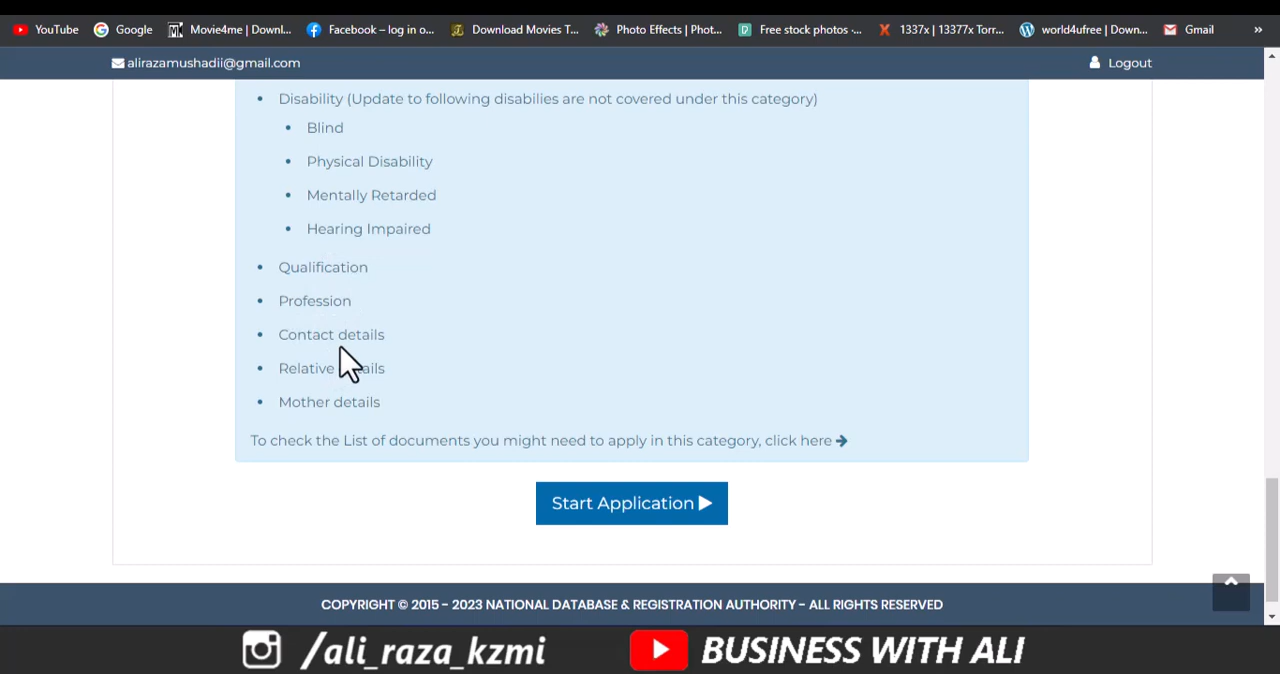 YouTube Google Movie4me | Downl... Facebook – log in o... Download Movies T... Photo Effects | Phot... Free stock photos ·... 1337x | 13377x Torr... world4ufree | Down... Gmail »
alirazamushadii@gmail.com Logout
• Disability (Update to following disabilies are not covered under this category)
• Blind
• Physical Disability
• Mentally Retarded
• Hearing Impaired
• Qualification
• Profession
• Contact details
• Relative
• Mother details
To check the List of documents you might need to apply in this category, click here
Start Application
COPYRIGHT © 2015 - 2023 NATIONAL DATABASE & REGISTRATION AUTHORITY - ALL RIGHTS RESERVED
/ali_raza_kzmi BUSINESS WITH ALI